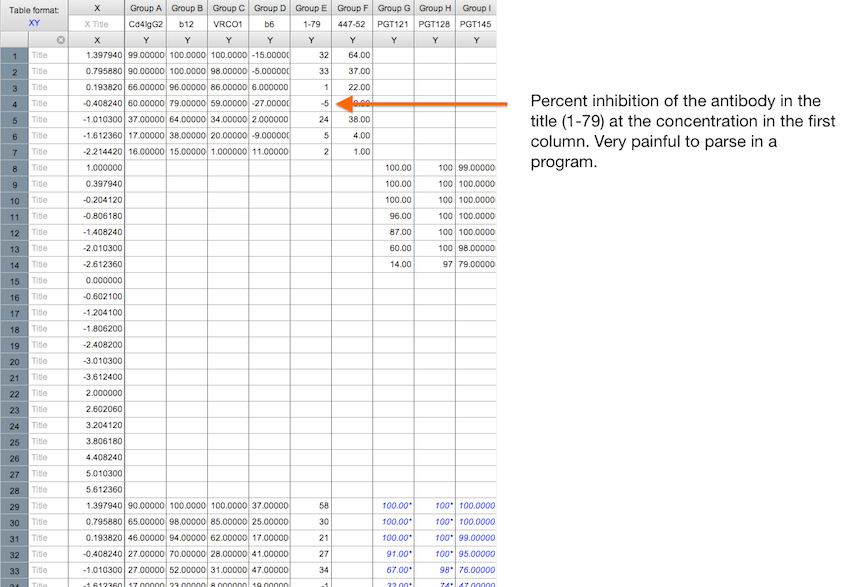 Table format: X Group A Group B Group C Group D Group E Group F Group G Group H Group I
XY X Title Cd4IgG2 b12 VRCO1 b6 1-79 447-52 PGT121 PGT128 PGT145
X Y Y Y Y Y Y Y Y Y
1 Title 1.397940 99.00000 100.0000 100.0000 -15.00000 32 64.00
2 Title 0.795880 90.00000 100.0000 98.00000 -5.000000 33 37.00
3 Title 0.193820 66.00000 96.00000 86.00000 6.000000 1 22.00
4 Title -0.408240 60.00000 79.00000 59.00000 -27.00000 -5
5 Title -1.010300 37.00000 64.00000 34.00000 2.000000 24 38.00
6 Title -1.612360 17.00000 38.00000 20.00000 -9.000000 5 4.00
7 Title -2.214420 16.00000 15.00000 1.000000 11.00000 2 1.00
8 Title 1.000000 100.00 100 99.00000
9 Title 0.397940 100.00 100 100.0000
10 Title -0.204120 100.00 100 100.0000
11 Title -0.806180 96.00 100 100.0000
12 Title -1.408240 87.00 100 100.0000
13 Title -2.010300 60.00 100 98.00000
14 Title -2.612360 14.00 97 79.00000
15 Title 0.000000
16 Title -0.602100
17 Title -1.204100
18 Title -1.806200
19 Title -2.408200
20 Title -3.010300
21 Title -3.612400
22 Title 2.000000
23 Title 2.602060
24 Title 3.204120
25 Title 3.806180
26 Title 4.408240
27 Title 5.010300
28 Title 5.612360
29 Title 1.397940 90.00000 100.0000 100.0000 37.00000 58 100.00* 100* 100.0000
30 Title 0.795880 65.00000 98.00000 85.00000 25.00000 30 100.00* 100* 100.0000
31 Title 0.193820 46.00000 94.00000 62.00000 17.00000 21 100.00* 100* 99.00000
32 Title -0.408240 27.00000 70.00000 28.00000 41.00000 27 91.00* 100* 95.00000
33 Title -1.010300 27.00000 52.00000 31.00000 47.00000 34 67.00* 98* 76.00000
Title -1.612360 17.00000 23.00000 8.000000 19.00000 -1 32.00* 74* 47.00000
Percent inhibition of the antibody in the
title (1-79) at the concentration in the first
column. Very painful to parse in a
program.